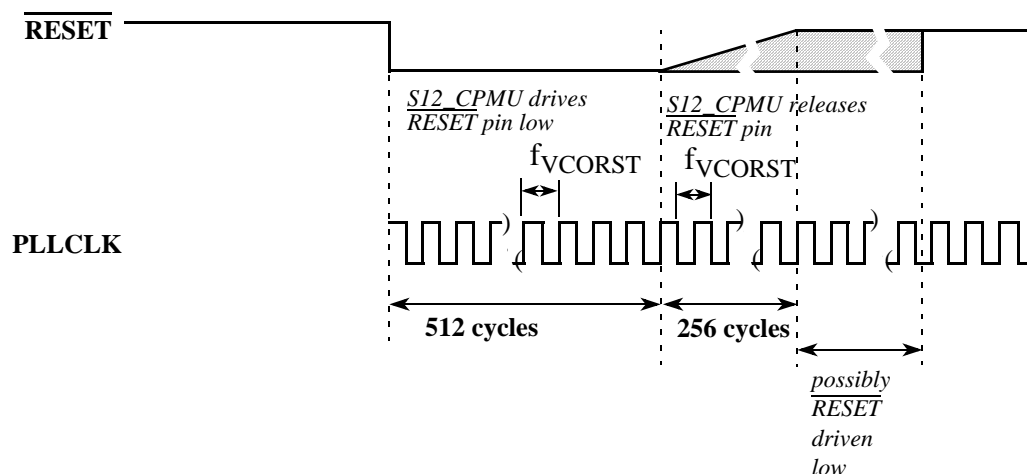 RESET
S12_CPMU drives
RESET pin low
S12_CPMU releases
RESET pin
fVCORST
fVCORST
PLLCLK
512 cycles
256 cycles
possibly
RESET
driven
low